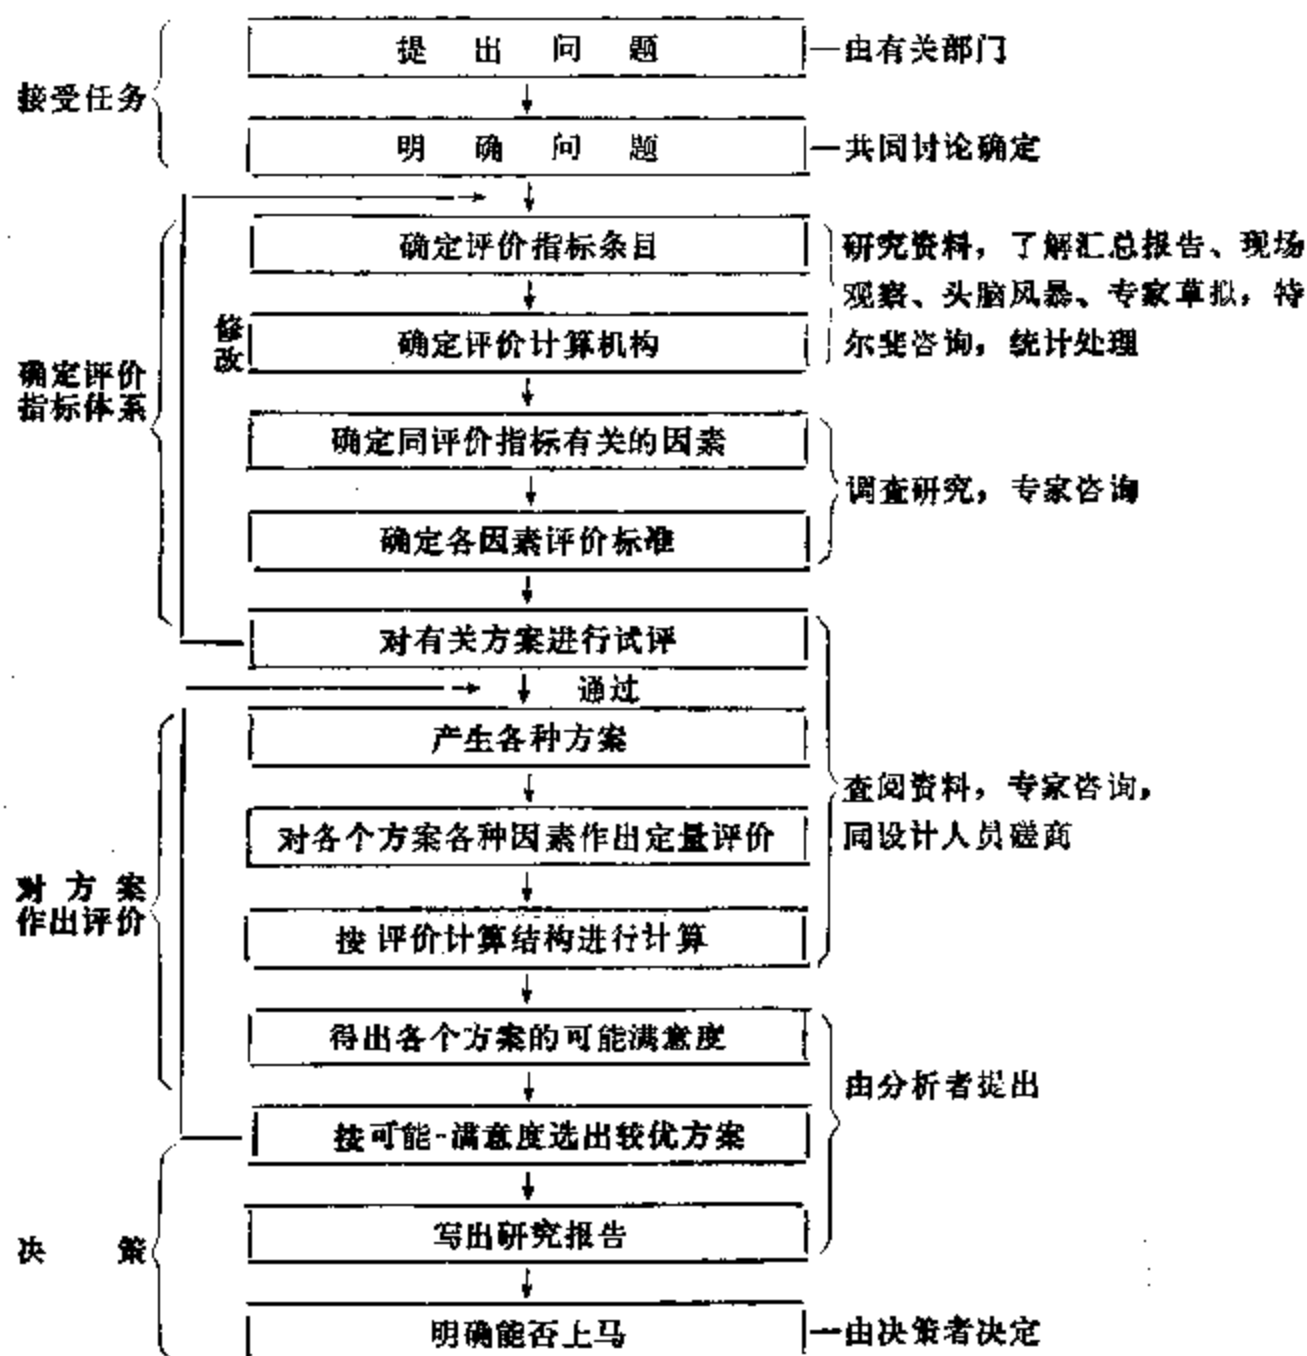 提出问题
由有关部门
接受任务
明确问题
共同讨论确定
确定评价指标条目
研究资料，了解汇总报告、现场
观察、头脑风暴、专家草拟，特
尔斐咨询，统计处理
修改
确定评价计算机构
确定评价
指标体系
确定同评价指标有关的因素
调查研究，专家咨询
确定各因素评价标准
对有关方案进行试评
通过
产生各种方案
查阅资料，专家咨询，
同设计人员磋商
对各个方案各种因素作出定量评价
对方案
作出评价
按评价计算结构进行计算
得出各个方案的可能满意度
由分析者提出
按可能-满意度选出较优方案
写出研究报告
决策
明确能否上马
由决策者决定